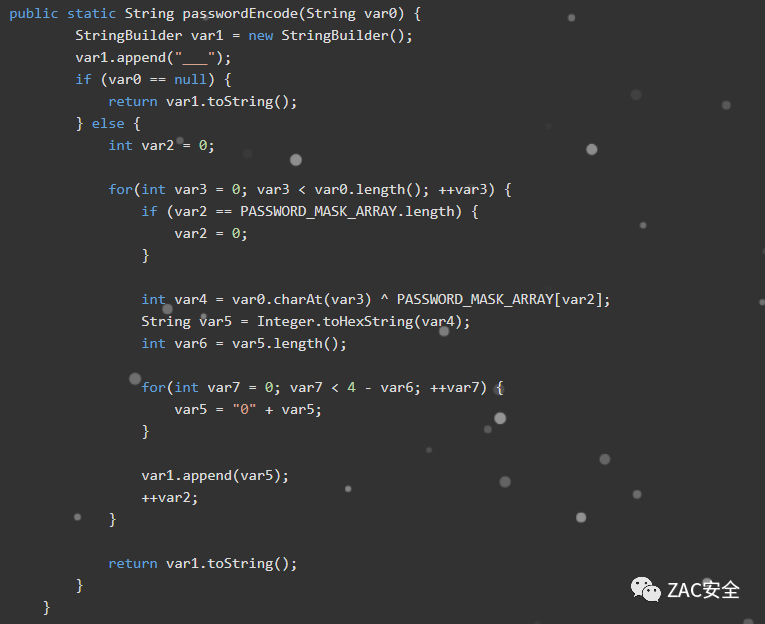 public static String passwordEncode(String var0) {
        StringBuilder var1 = new StringBuilder();
        var1.append("___");
        if (var0 == null) {
            return var1.toString();
        } else {
            int var2 = 0;

            for(int var3 = 0; var3 < var0.length(); ++var3) {
                if (var2 == PASSWORD_MASK_ARRAY.length) {
                    var2 = 0;
                }

                int var4 = var0.charAt(var3) ^ PASSWORD_MASK_ARRAY[var2];
                String var5 = Integer.toHexString(var4);
                int var6 = var5.length();

                for(int var7 = 0; var7 < 4 - var6; ++var7) {
                    var5 = "0" + var5;
                }

                var1.append(var5);
                ++var2;
            }

            return var1.toString();
        }
    }
ZAC安全